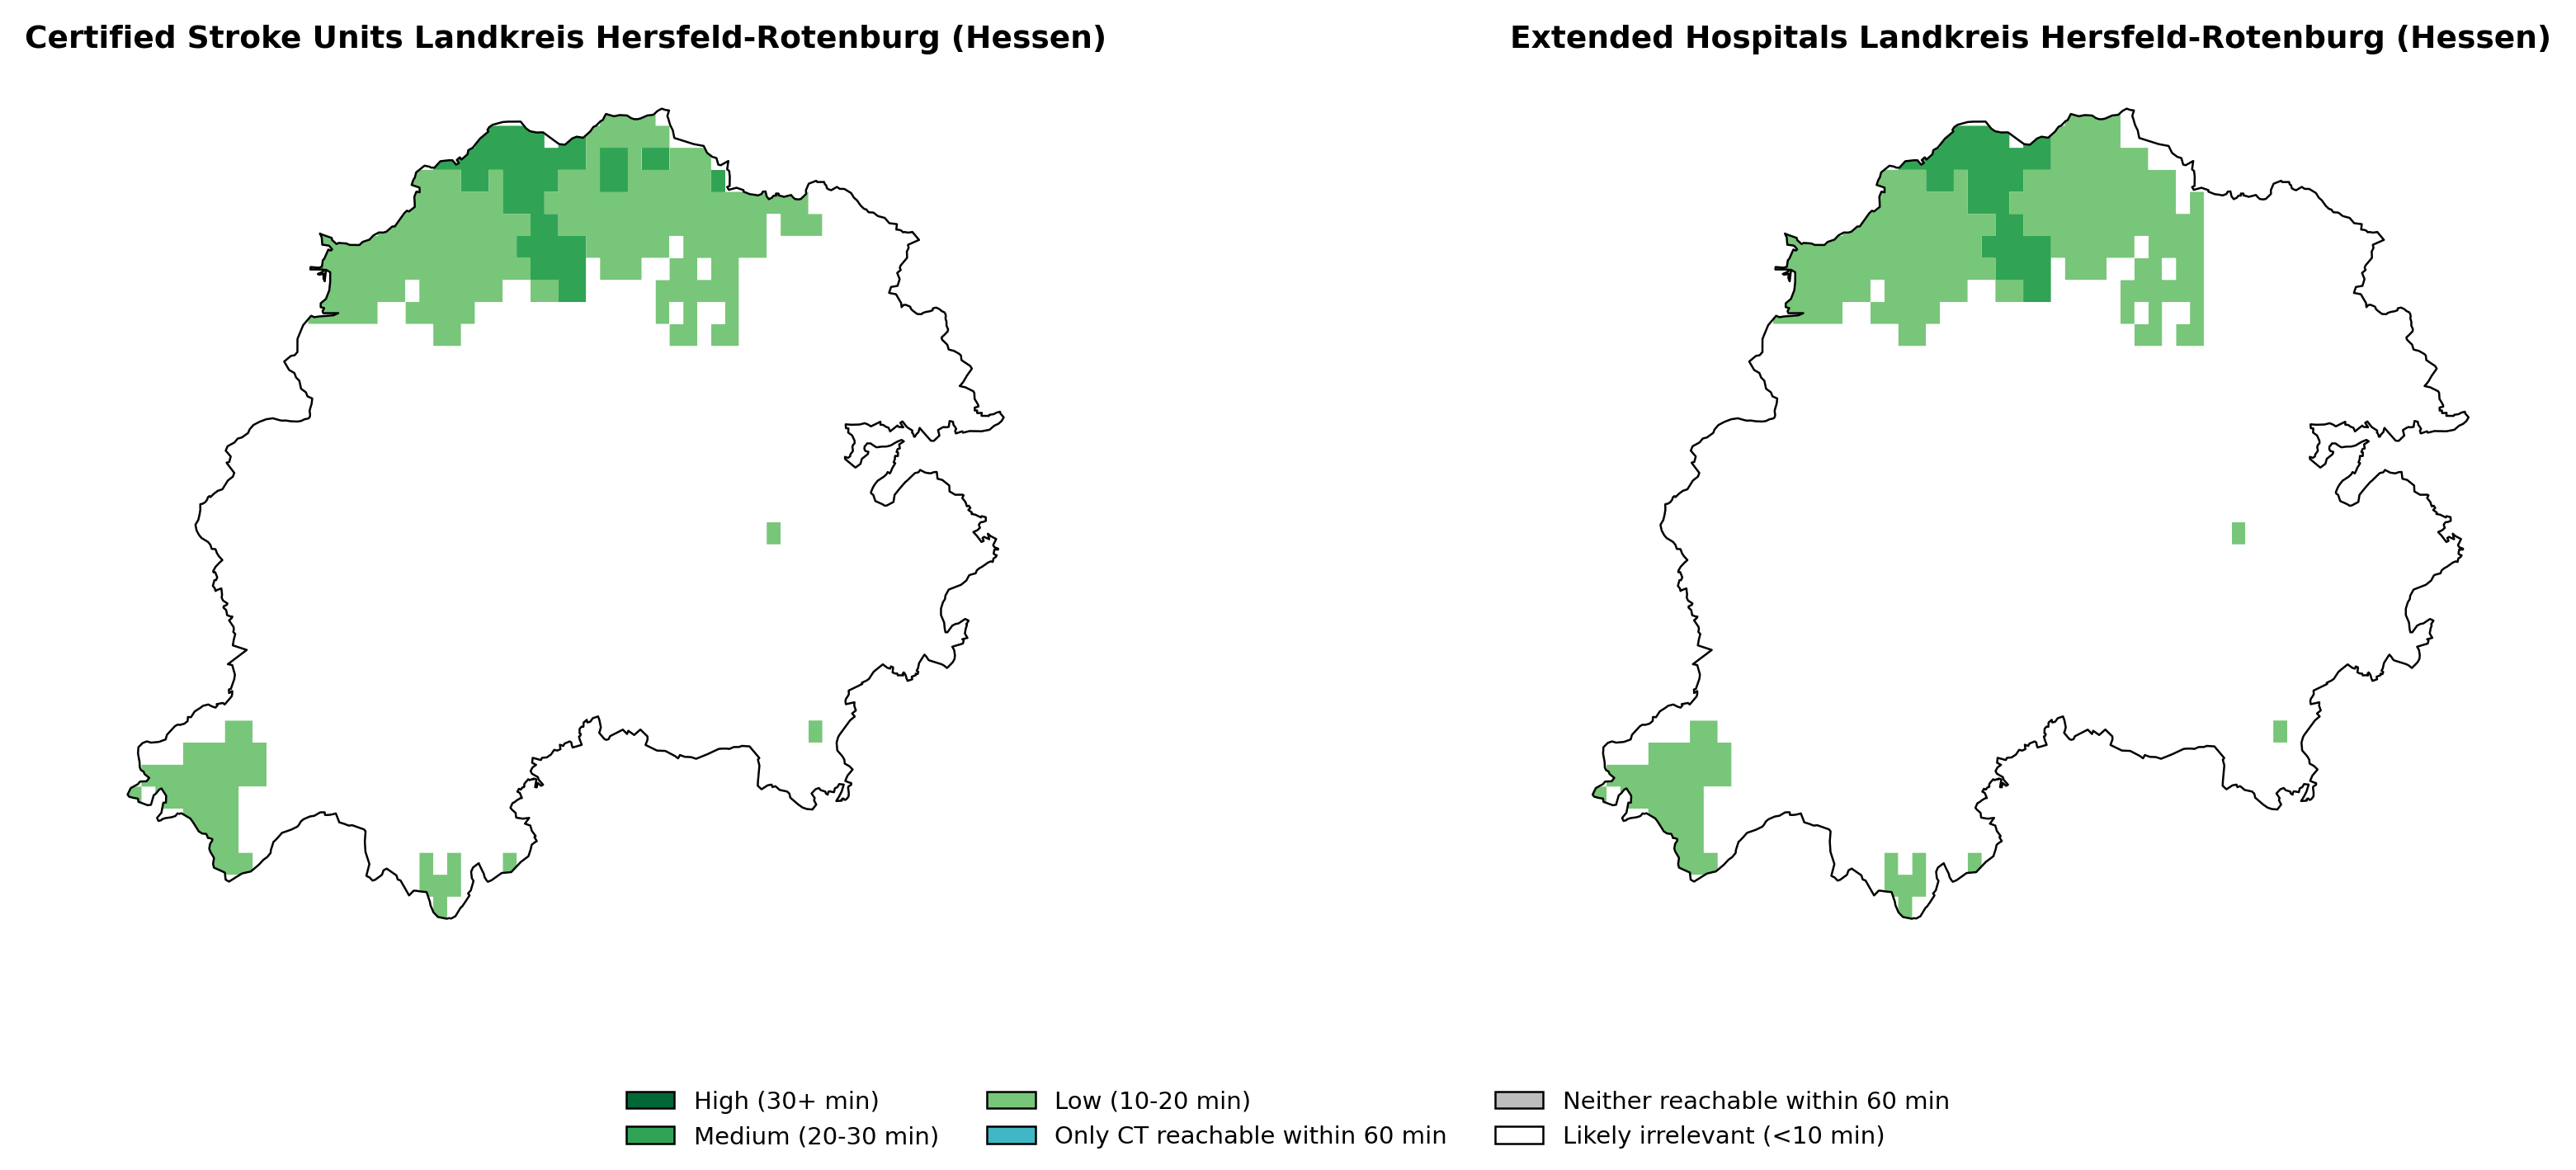 Certified Stroke Units Landkreis Hersfeld-Rotenburg (Hessen)
Extended Hospitals Landkreis Hersfeld-Rotenburg (Hessen)
High (30+ min)
Medium (20-30 min)
Low (10-20 min)
Only CT reachable within 60 min
Neither reachable within 60 min
Likely irrelevant (<10 min)